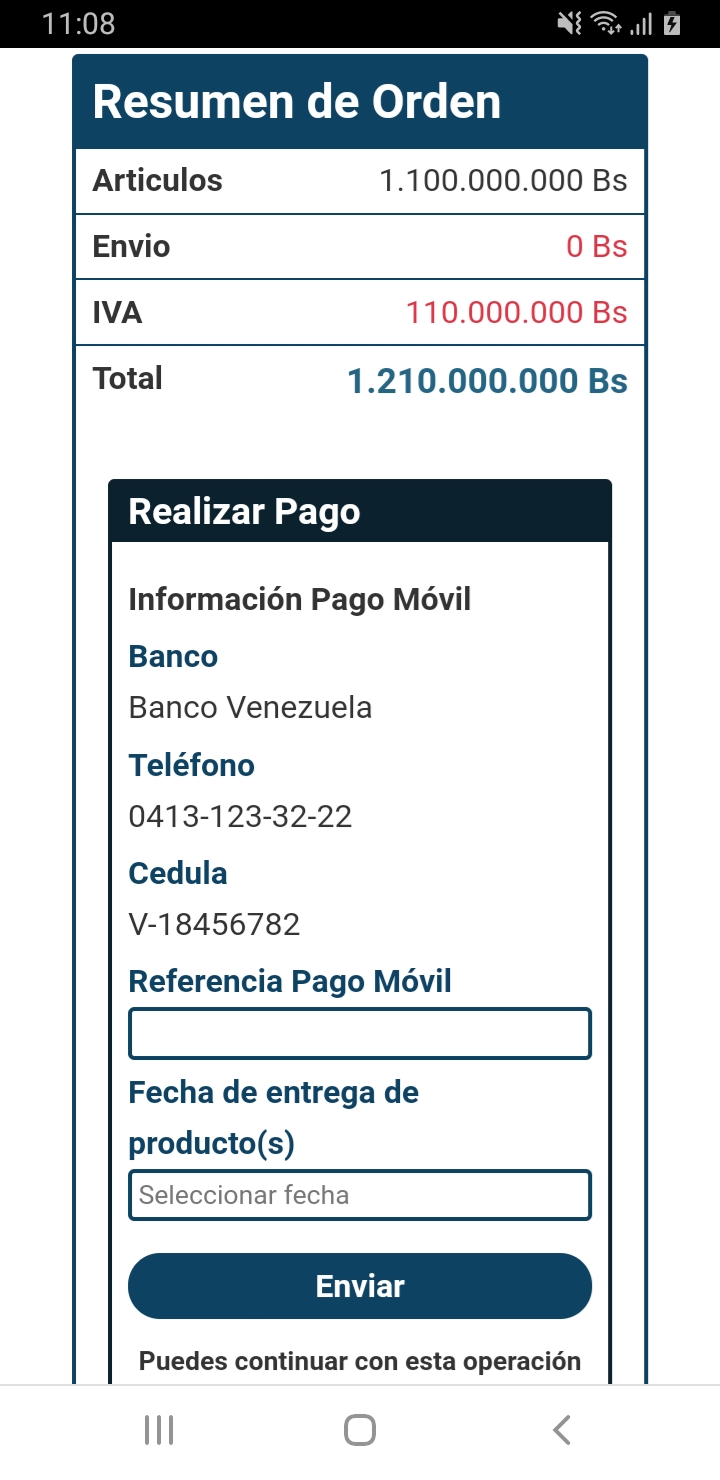 11:08
Resumen de Orden
Articulos 1.100.000.000 Bs
Envio 0 Bs
IVA 110.000.000 Bs
Total 1.210.000.000 Bs
Realizar Pago
Información Pago Móvil
Banco
Banco Venezuela
Teléfono
0413-123-32-22
Cedula
V-18456782
Referencia Pago Móvil
Fecha de entrega de
producto(s)
Seleccionar fecha
Enviar
Puedes continuar con esta operación